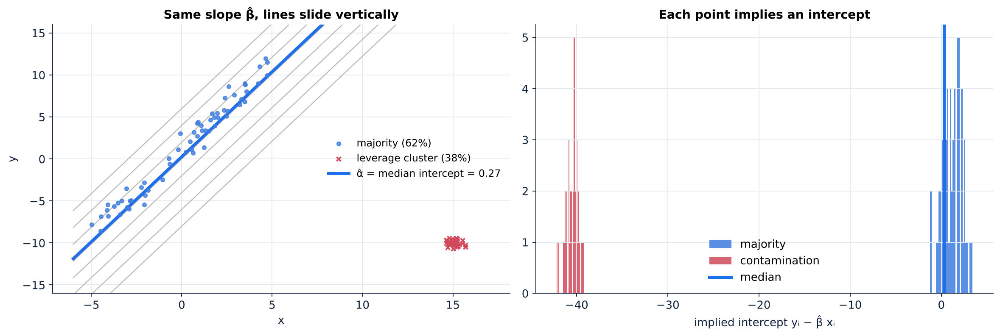 Same slope β̂, lines slide vertically
15
10
5
0
−5
−10
−15
y
majority (62%)
leverage cluster (38%)
α̂ = median intercept = 0.27
−5
0
5
10
15
x
Each point implies an intercept
5
4
3
2
1
0
majority
contamination
median
−40
−30
−20
−10
0
implied intercept yᵢ − β̂ xᵢ